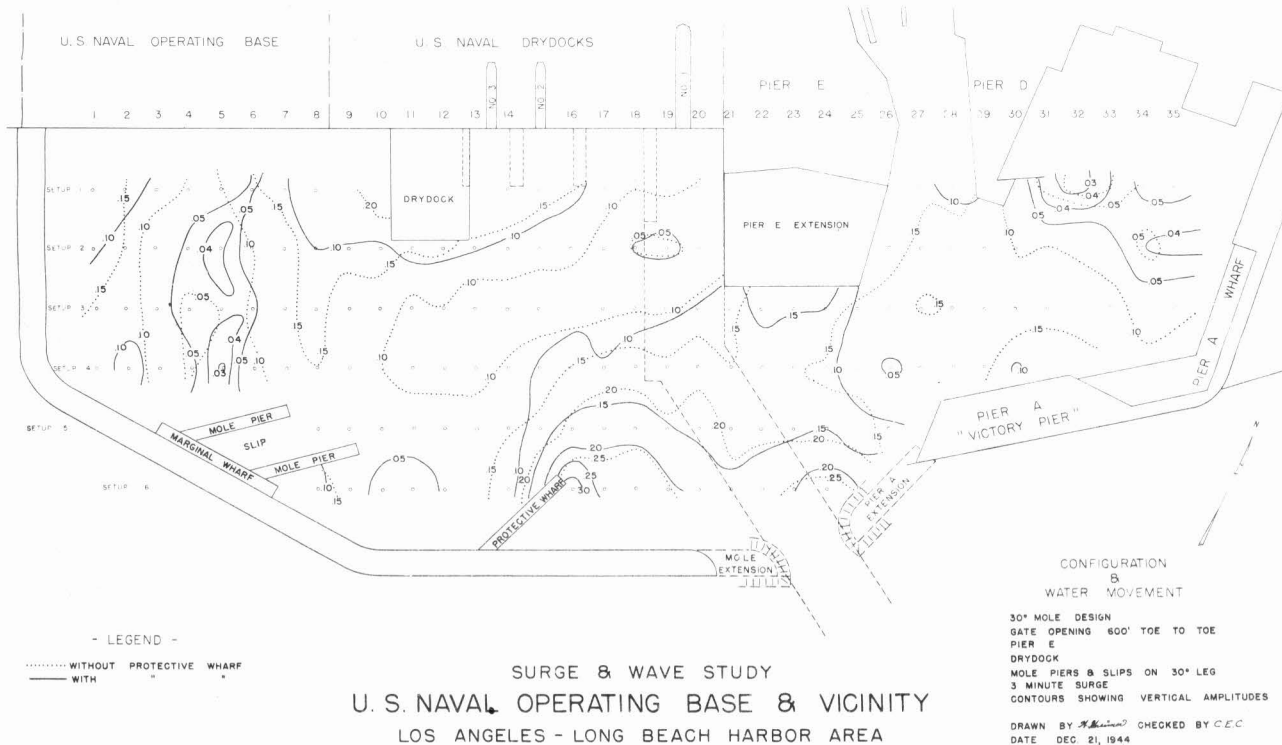 U. S. NAVAL OPERATING BASE
U. S. NAVAL DRYDOCKS
NO. 3
NO. 2
NO. 1
PIER E
PIER D
1 2 3 4 5 6 7 8 9 10 11 12 13 14 15 16 17 18 19 20 21 22 23 24 25 26 27 28 29 30 31 32 33 34 35
SETUP 1
SETUP 2
SETUP 3
SETUP 4
SETUP 5
SETUP 6
DRYDOCK
PIER E EXTENSION
PIER A WHARF
PIER A
"VICTORY PIER"
PIER A
EXTENSION
MOLE PIER
SLIP
MOLE PIER
MARGINAL WHARF
PROTECTIVE WHARF
MOLE
EXTENSION
N
- LEGEND -
WITHOUT PROTECTIVE WHARF
WITH " "
SURGE & WAVE STUDY
U. S. NAVAL OPERATING BASE & VICINITY
LOS ANGELES - LONG BEACH HARBOR AREA
CONFIGURATION
&
WATER MOVEMENT
30° MOLE DESIGN
GATE OPENING 600' TOE TO TOE
PIER E
DRYDOCK
MOLE PIERS & SLIPS ON 30° LEG
3 MINUTE SURGE
CONTOURS SHOWING VERTICAL AMPLITUDES
DRAWN BY CHECKED BY C.E.C.
DATE DEC. 21, 1944